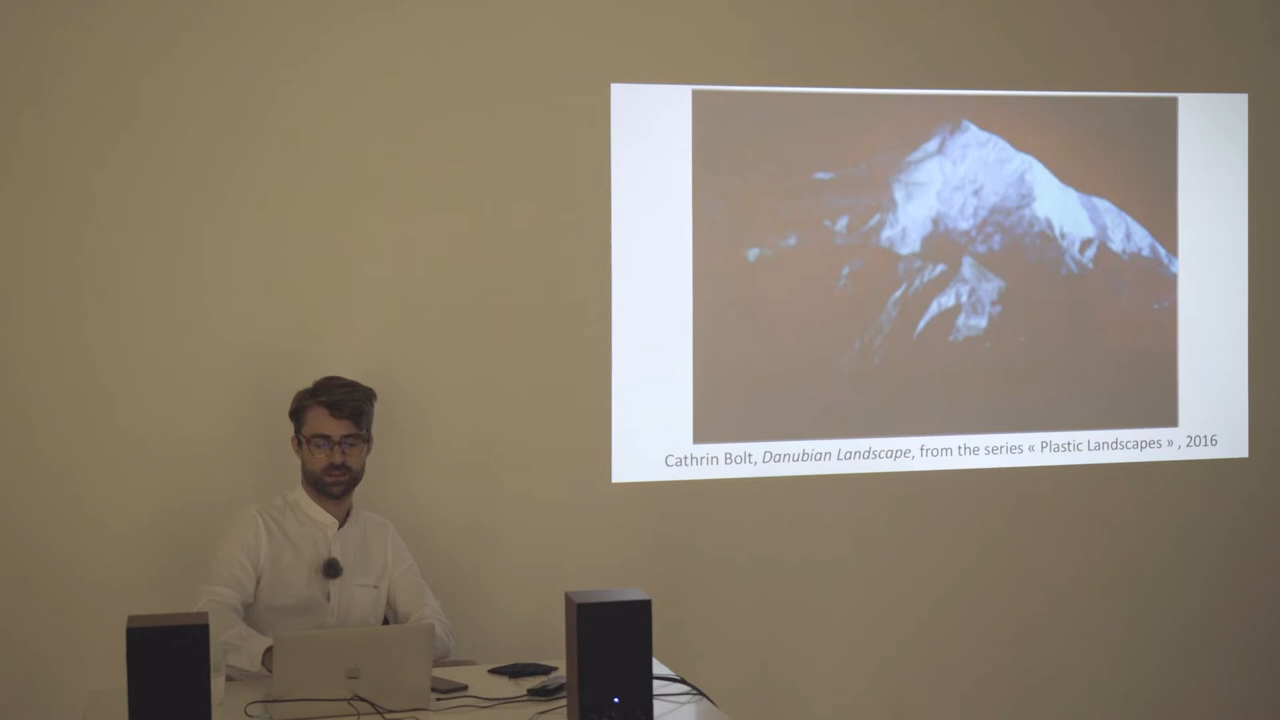 Cathrin Bolt, Danubian Landscape, from the series « Plastic Landscapes » , 2016